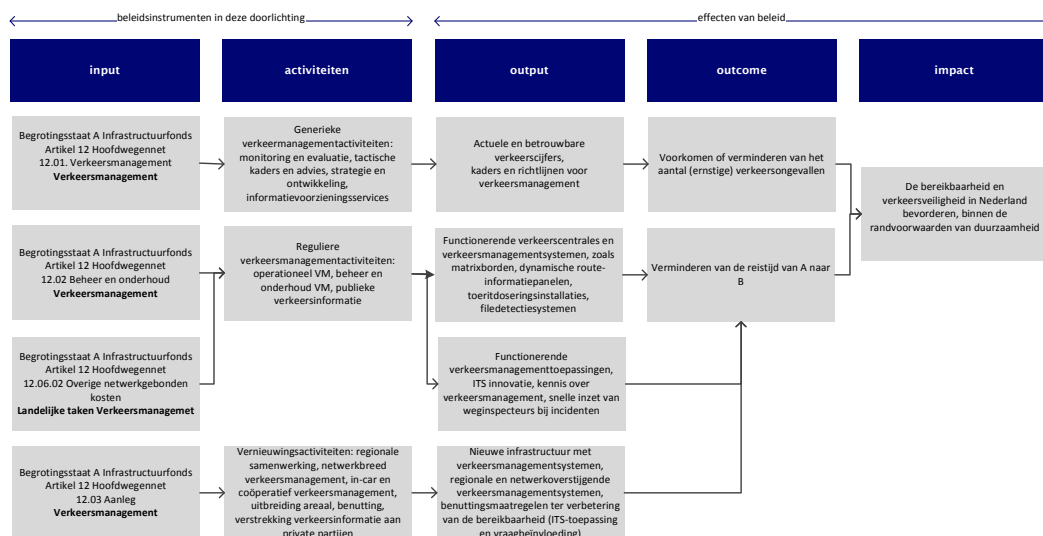 beleidsinstrumenten in deze doorlichting
effecten van beleid
input
activiteiten
output
outcome
impact
Begrotingsstaat A Infrastructuurfonds
Artikel 12 Hoofdwegennet
12.01. Verkeersmanagement
Verkeersmanagement
Generieke
verkeermanagementactiviteiten:
monitoring en evaluatie, tactische
kaders en advies, strategie en
ontwikkeling,
informatievoorzieningsservices
Actuele en betrouwbare
verkeerscijfers,
kaders en richtlijnen voor
verkeersmanagement
Voorkomen of verminderen van het
aantal (ernstige) verkeersongevallen
De bereikbaarheid en
verkeersveiligheid in Nederland
bevorderen, binnen de
randvoorwaarden van duurzaamheid
Begrotingsstaat A Infrastructuurfonds
Artikel 12 Hoofdwegennet
12.02 Beheer en onderhoud
Verkeersmanagement
Reguliere
verkeersmanagementactiviteiten:
operationeel VM, beheer en
onderhoud VM, publieke
verkeersinformatie
Functionerende verkeerscentrales en
verkeersmanagementsystemen, zoals
matrixborden, dynamische route-
informatiepanelen,
toeritdoseringsinstallaties,
filedetectiesystemen
Verminderen van de reistijd van A naar
B
Begrotingsstaat A Infrastructuurfonds
Artikel 12 Hoofdwegennet
12.06.02 Overige netwerkgebonden
kosten
Landelijke taken Verkeersmanagemet
Functionerende
verkeersmanagementtoepassingen,
ITS innovatie, kennis over
verkeersmanagement, snelle inzet van
weginspecteurs bij incidenten
Begrotingsstaat A Infrastructuurfonds
Artikel 12 Hoofdwegennet
12.03 Aanleg
Verkeersmanagement
Vernieuwingsactiviteiten: regionale
samenwerking, netwerkbreed
verkeersmanagement, in-car en
coöperatief verkeersmanagement,
uitbreiding areaal, benutting,
verstrekking verkeersinformatie aan
private partijen
Nieuwe infrastructuur met
verkeersmanagementsystemen,
regionale en netwerkoverstijgende
verkeersmanagementsystemen,
benuttingsmaatregelen ter verbetering
van de bereikbaarheid (ITS-toepassing
en vraagbeïnvloeding)